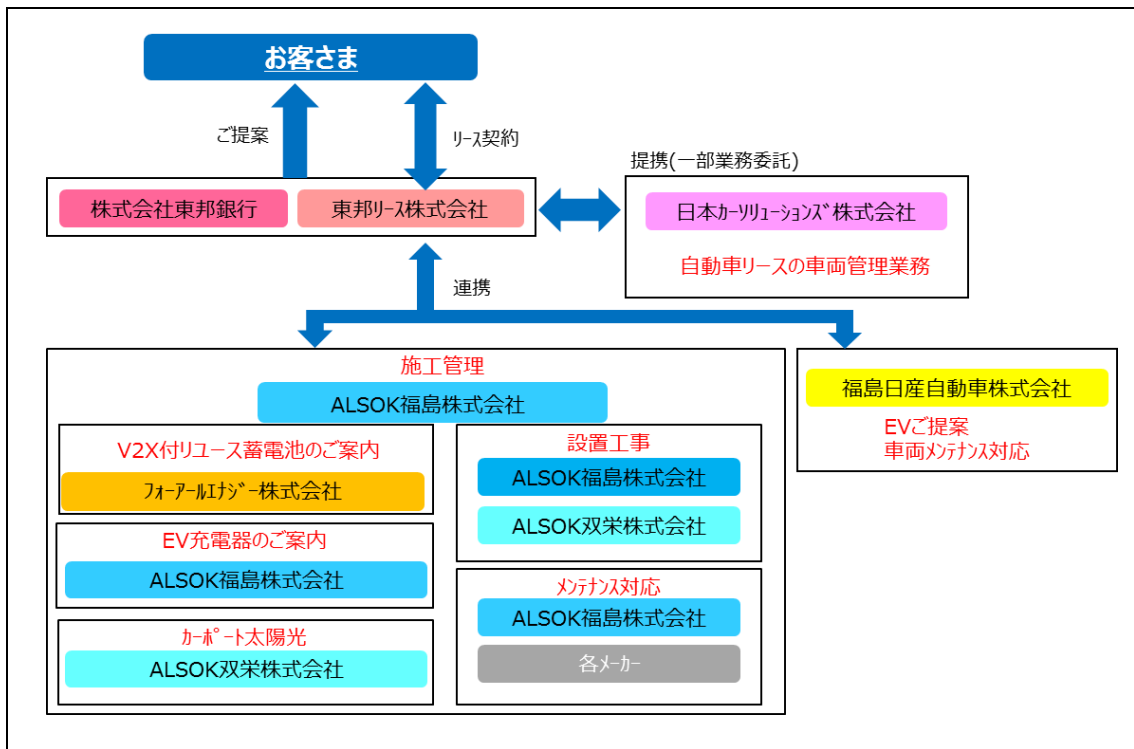 お客さま
ご提案
リース契約
提携(一部業務委託)
株式会社東邦銀行
東邦リース株式会社
日本カーソリューションズ株式会社
自動車リースの車両管理業務
連携
施工管理
ALSOK福島株式会社
V2X付リユース蓄電池のご案内
フォーアールエナジー株式会社
EV充電器のご案内
ALSOK福島株式会社
カーポート太陽光
ALSOK双栄株式会社
設置工事
ALSOK福島株式会社
ALSOK双栄株式会社
メンテナンス対応
ALSOK福島株式会社
各メーカー
福島日産自動車株式会社
EVご提案
車両メンテナンス対応